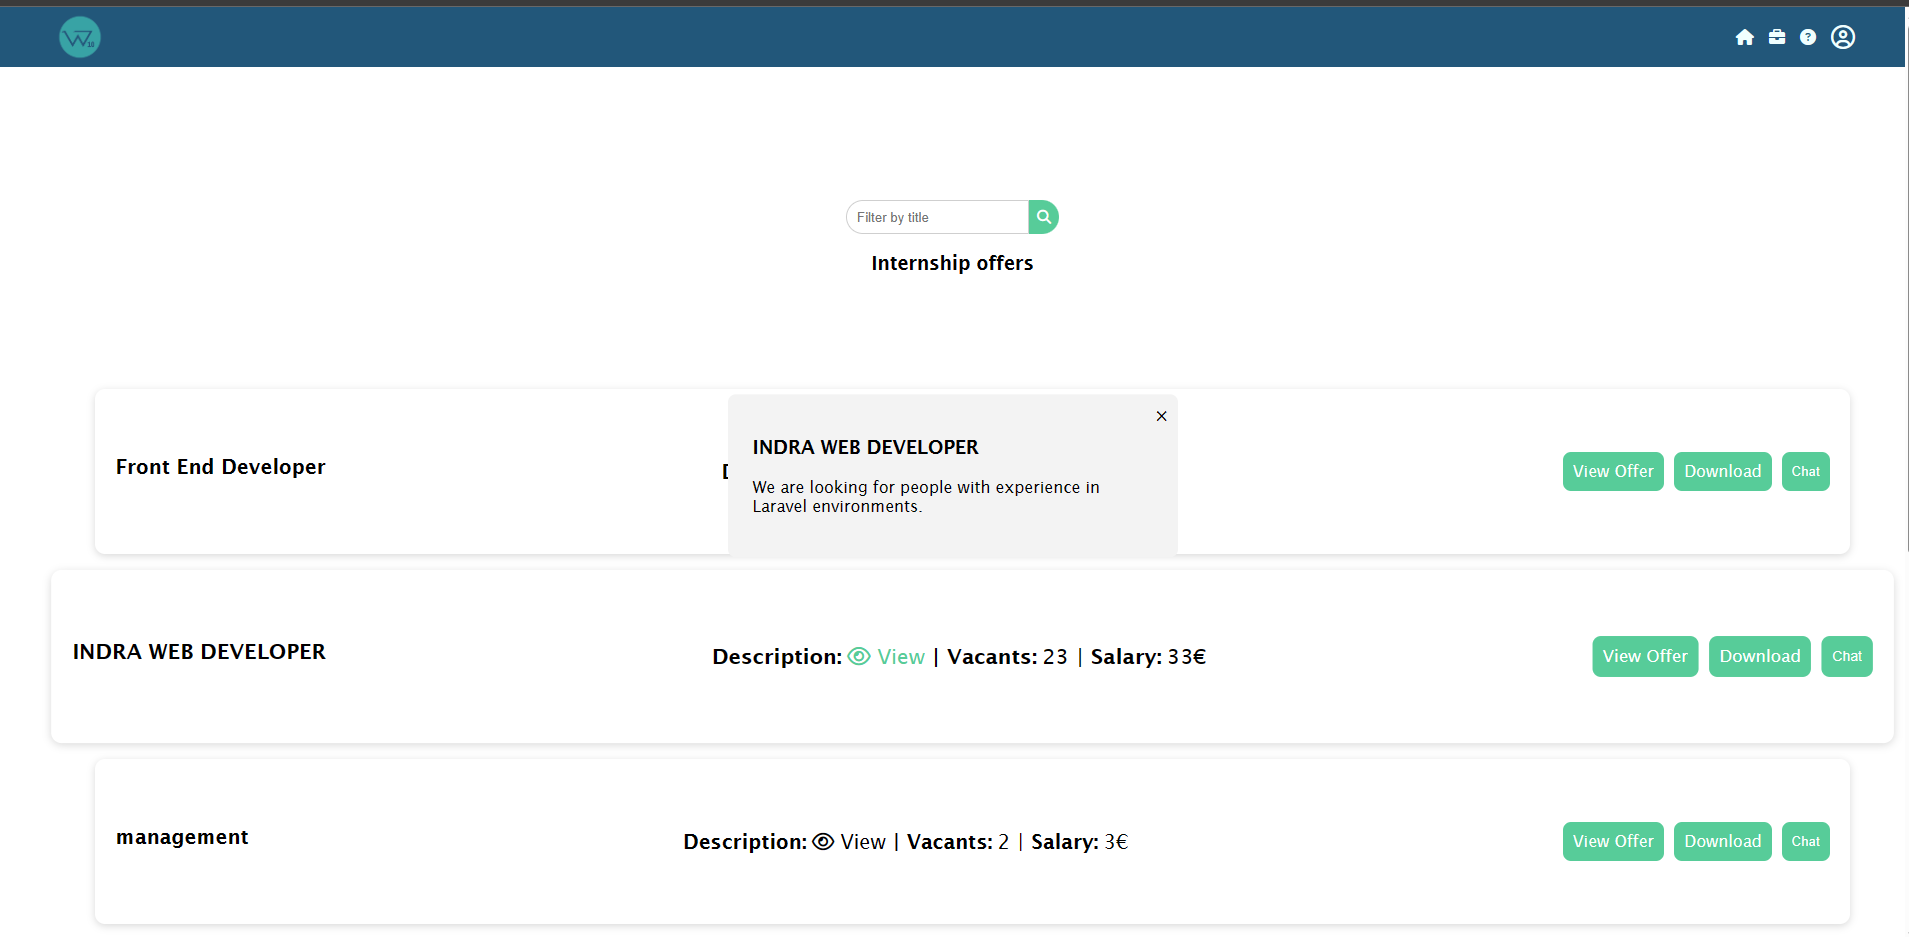 W10
?
Filter by title
Internship offers
Front End Developer
×
INDRA WEB DEVELOPER
We are looking for people with experience in
Laravel environments.
View Offer Download Chat
INDRA WEB DEVELOPER
Description: View | Vacants: 23 | Salary: 33€
View Offer Download Chat
management
Description: View | Vacants: 2 | Salary: 3€
View Offer Download Chat